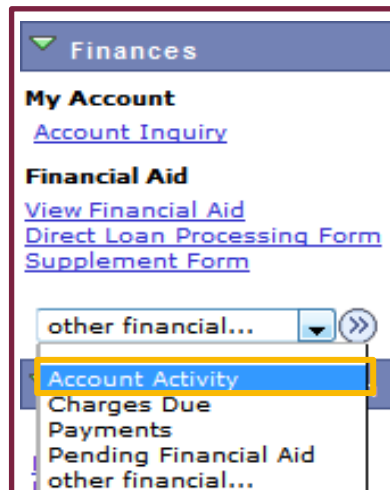 Finances
My Account
Account Inquiry
Financial Aid
View Financial Aid
Direct Loan Processing Form
Supplement Form
other financial...
Account Activity
Charges Due
Payments
Pending Financial Aid
other financial...